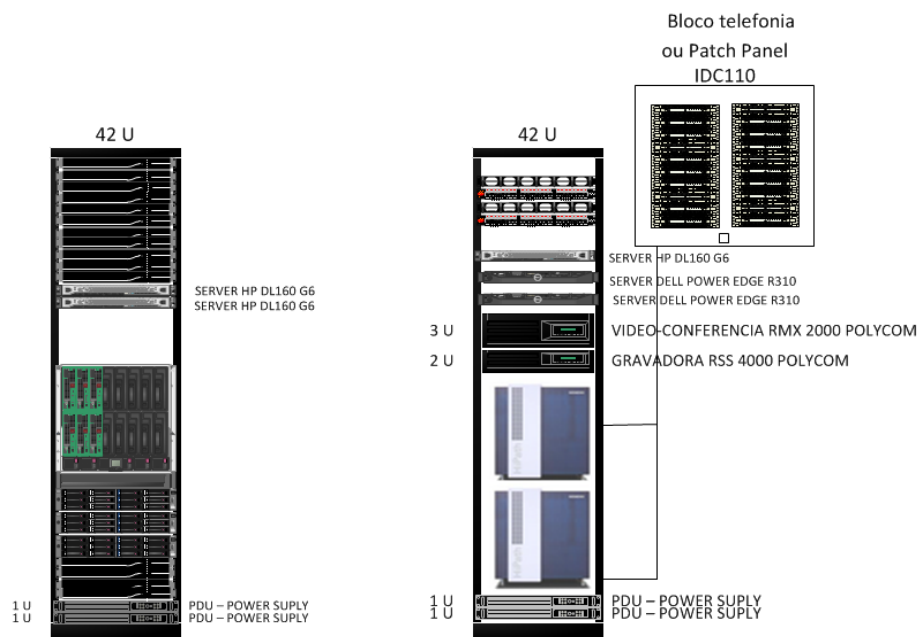 Bloco telefonia
ou Patch Panel
IDC110
42 U
42 U
SERVER HP DL160 G6
SERVER HP DL160 G6
SERVER HP DL160 G6
SERVER DELL POWER EDGE R310
SERVER DELL POWER EDGE R310
3 U
VIDEO-CONFERENCIA RMX 2000 POLYCOM
2 U
GRAVADORA RSS 4000 POLYCOM
HiPath
HiPath
1 U
PDU – POWER SUPLY
1 U
PDU – POWER SUPLY
1 U
PDU – POWER SUPLY
1 U
PDU – POWER SUPLY